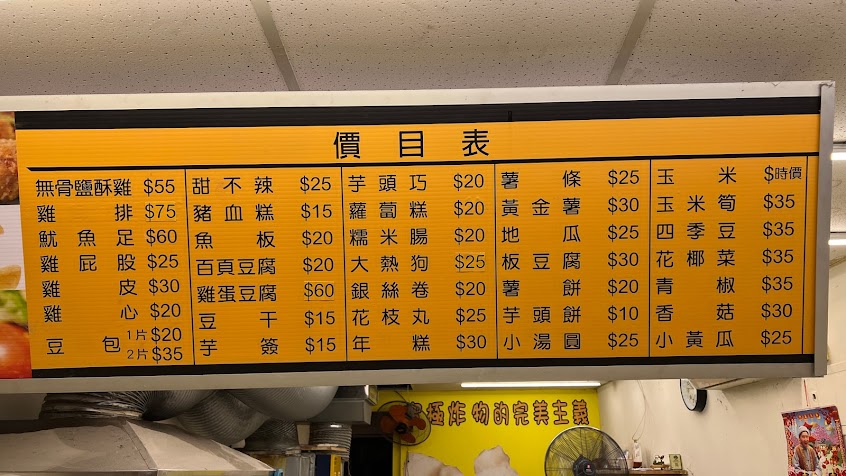 價目表
無骨鹽酥雞 $55
雞排 $75
魷魚足 $60
雞屁股 $25
雞皮 $30
雞心 $20
豆包 1片 $20
2片 $35
甜不辣 $25
豬血糕 $15
魚板 $20
百頁豆腐 $20
雞蛋豆腐 $60
豆干 $15
芋簽 $15
芋頭巧 $20
蘿蔔糕 $20
糯米腸 $20
大熱狗 $25
銀絲卷 $20
花枝丸 $25
年糕 $30
薯條 $25
黃金薯 $30
地瓜 $25
板豆腐 $30
薯餅 $20
芋頭餅 $10
小湯圓 $25
玉米 $時價
玉米筍 $35
四季豆 $35
花椰菜 $35
青椒 $35
香菇 $30
小黃瓜 $25
極炸物的完美主義